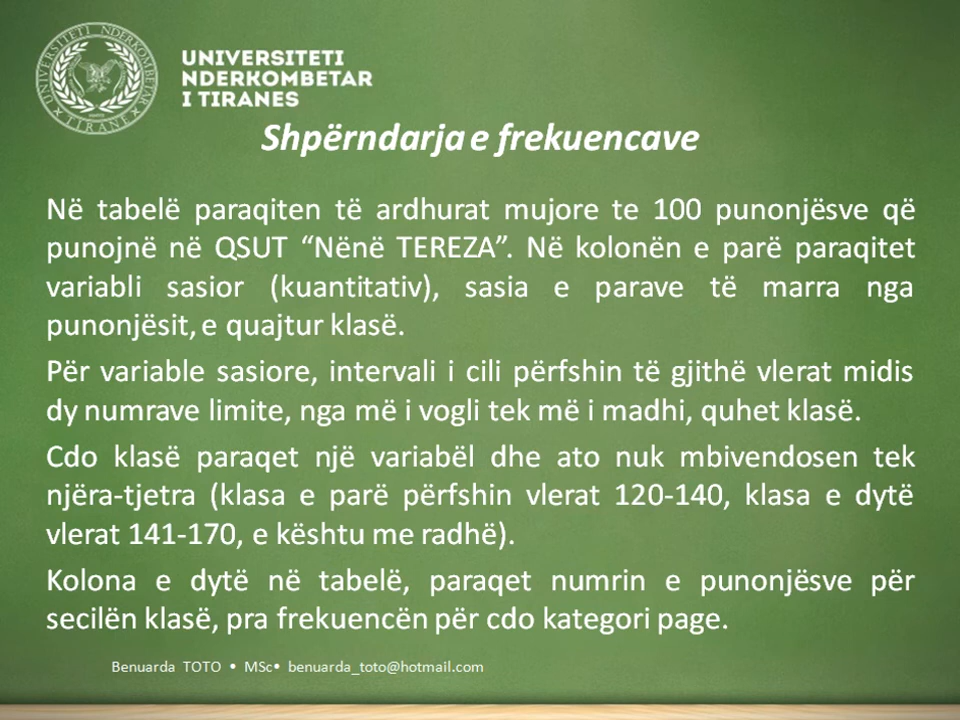 UNIVERSITETI NDERKOMBETAR TIRANE
UNIVERSITETI
NDERKOMBETAR
I TIRANES
Shpërndarja e frekuencave
Në tabelë paraqiten të ardhurat mujore te 100 punonjësve që
punojnë në QSUT “Nënë TEREZA”. Në kolonën e parë paraqitet
variabli sasior (kuantitativ), sasia e parave të marra nga
punonjësit, e quajtur klasë.
Për variable sasiore, intervali i cili përfshin të gjithë vlerat midis
dy numrave limite, nga më i vogli tek më i madhi, quhet klasë.
Cdo klasë paraqet një variabël dhe ato nuk mbivendosen tek
njëra-tjetra (klasa e parë përfshin vlerat 120-140, klasa e dytë
vlerat 141-170, e kështu me radhë).
Kolona e dytë në tabelë, paraqet numrin e punonjësve për
secilën klasë, pra frekuencën për cdo kategori page.
Benuarda TOTO • MSc• benuarda_toto@hotmail.com